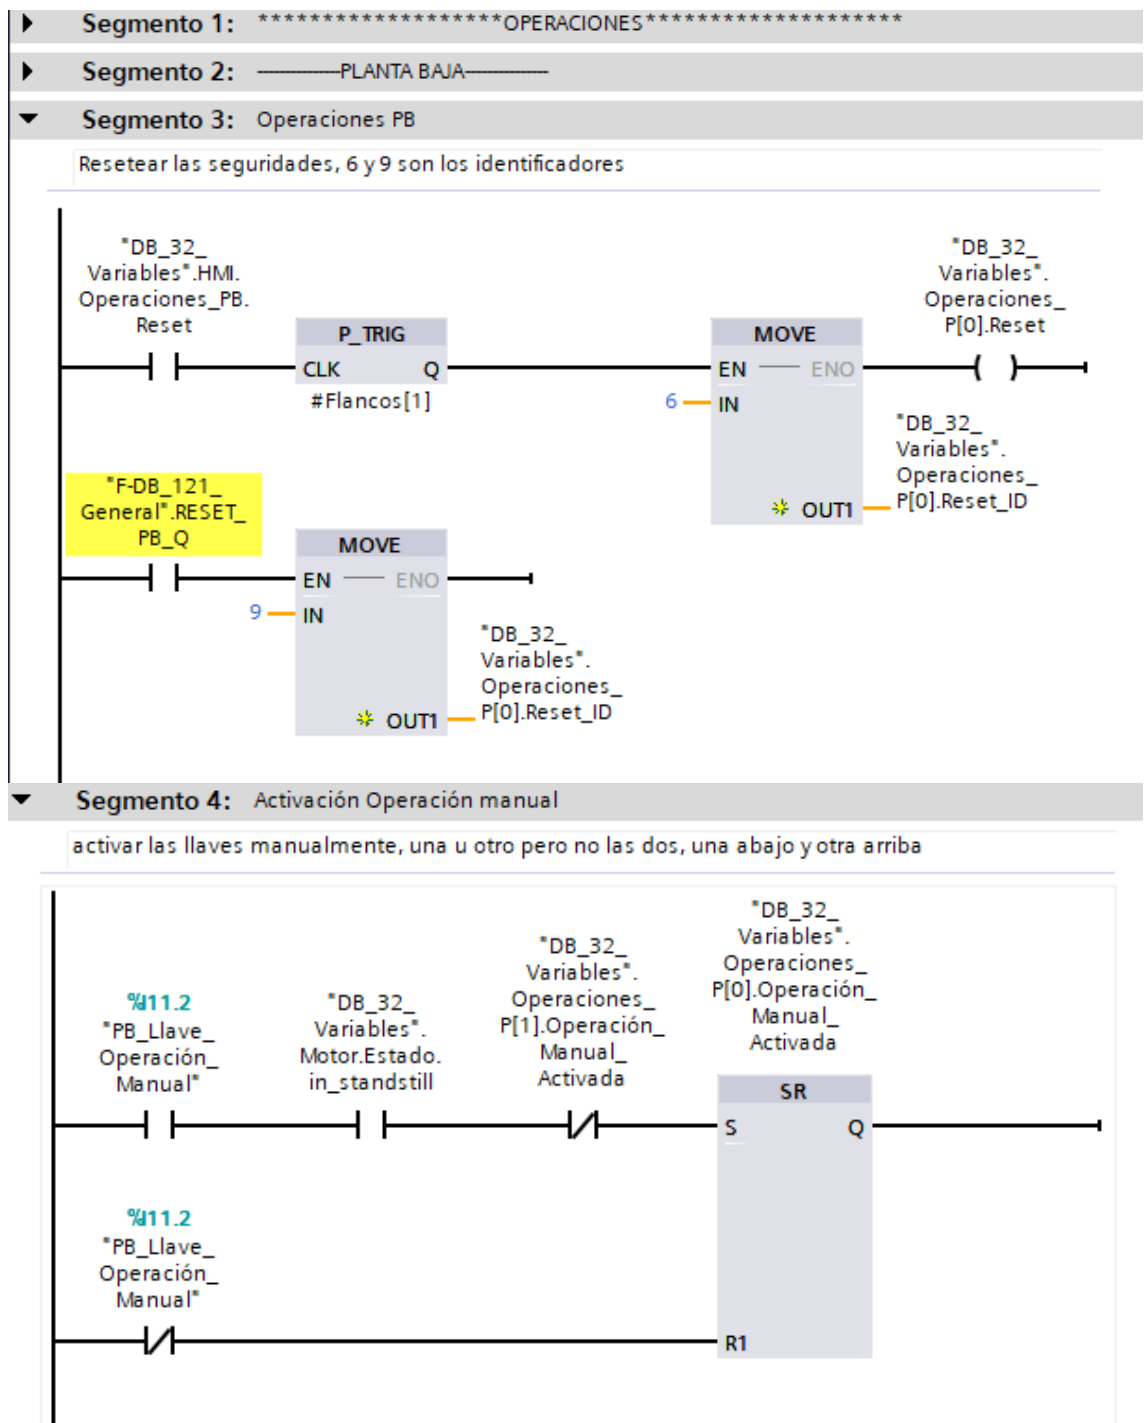 Segmento 1: *******************OPERACIONES********************
Segmento 2: ---------------PLANTA BAJA---------------
Segmento 3: Operaciones PB
Resetear las seguridades, 6 y 9 son los identificadores
"DB_32_
Variables".HMI.
Operaciones_PB.
Reset
P_TRIG
CLK Q
#Flancos[1]
MOVE
EN ENO
6 IN
OUT1
"DB_32_
Variables".
Operaciones_
P[0].Reset
"DB_32_
Variables".
Operaciones_
P[0].Reset_ID
"F-DB_121_
General".RESET_
PB_Q
MOVE
EN ENO
9 IN
OUT1
"DB_32_
Variables".
Operaciones_
P[0].Reset_ID
Segmento 4: Activación Operación manual
activar las llaves manualmente, una u otro pero no las dos, una abajo y otra arriba
%I11.2
"PB_Llave_
Operación_
Manual"
"DB_32_
Variables".
Motor.Estado.
in_standstill
"DB_32_
Variables".
Operaciones_
P[1].Operación_
Manual_
Activada
"DB_32_
Variables".
Operaciones_
P[0].Operación_
Manual_
Activada
SR
S Q
%I11.2
"PB_Llave_
Operación_
Manual"
R1